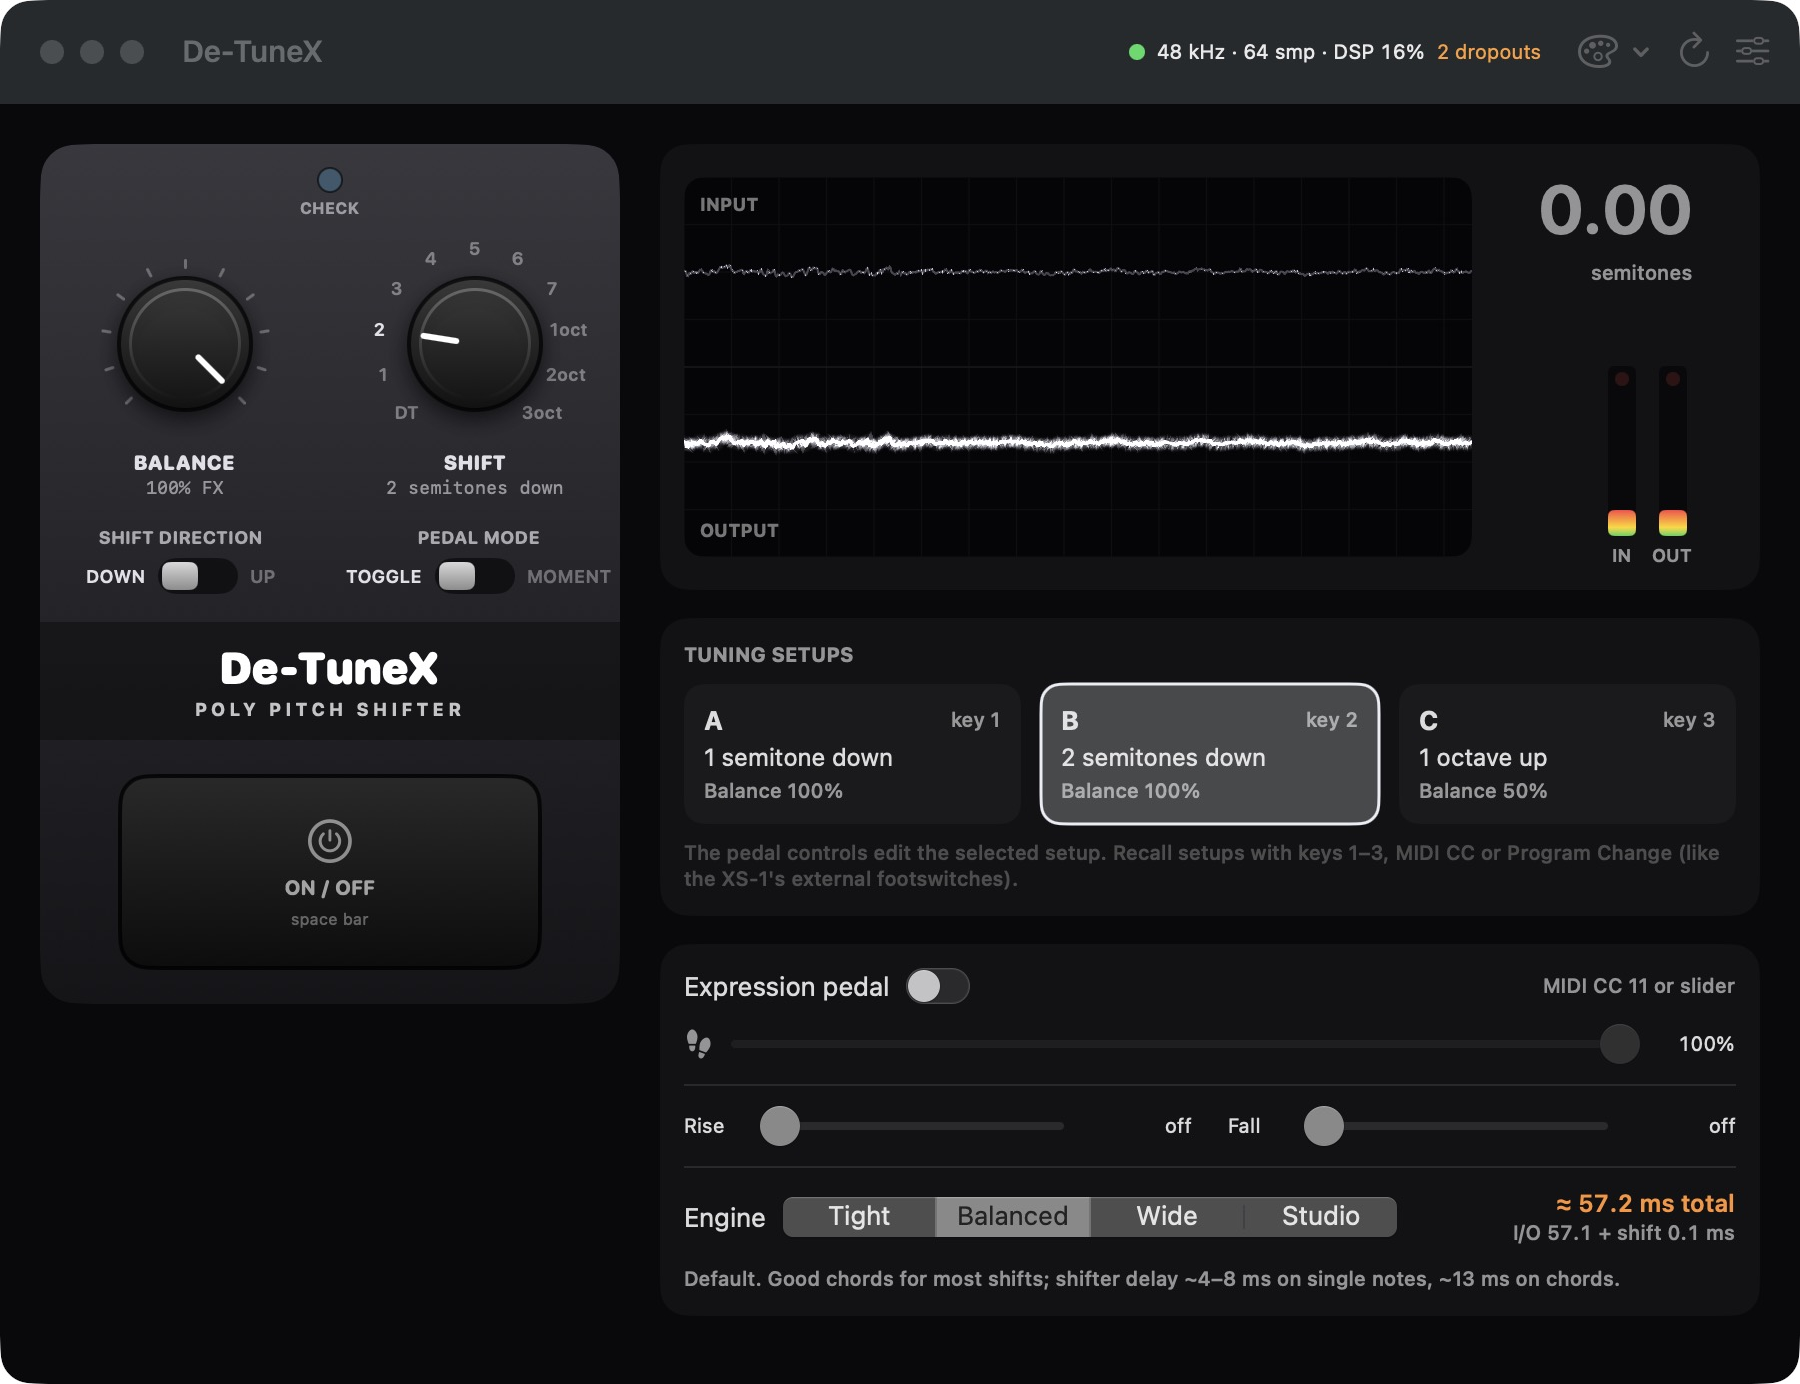 De-TuneX
48 kHz · 64 smp · DSP 16% 2 dropouts
CHECK
4 5 6
3 7
2 1oct
1 2oct
DT 3oct
BALANCE
100% FX
SHIFT
2 semitones down
SHIFT DIRECTION
DOWN UP
PEDAL MODE
TOGGLE MOMENT
De-TuneX
POLY PITCH SHIFTER
ON / OFF
space bar
INPUT
OUTPUT
0.00
semitones
IN OUT
TUNING SETUPS
A key 1
1 semitone down
Balance 100%
B key 2
2 semitones down
Balance 100%
C key 3
1 octave up
Balance 50%
The pedal controls edit the selected setup. Recall setups with keys 1–3, MIDI CC or Program Change (like
the XS-1's external footswitches).
Expression pedal MIDI CC 11 or slider
100%
Rise off Fall off
Engine Tight Balanced Wide Studio
≈ 57.2 ms total
I/O 57.1 + shift 0.1 ms
Default. Good chords for most shifts; shifter delay ~4–8 ms on single notes, ~13 ms on chords.